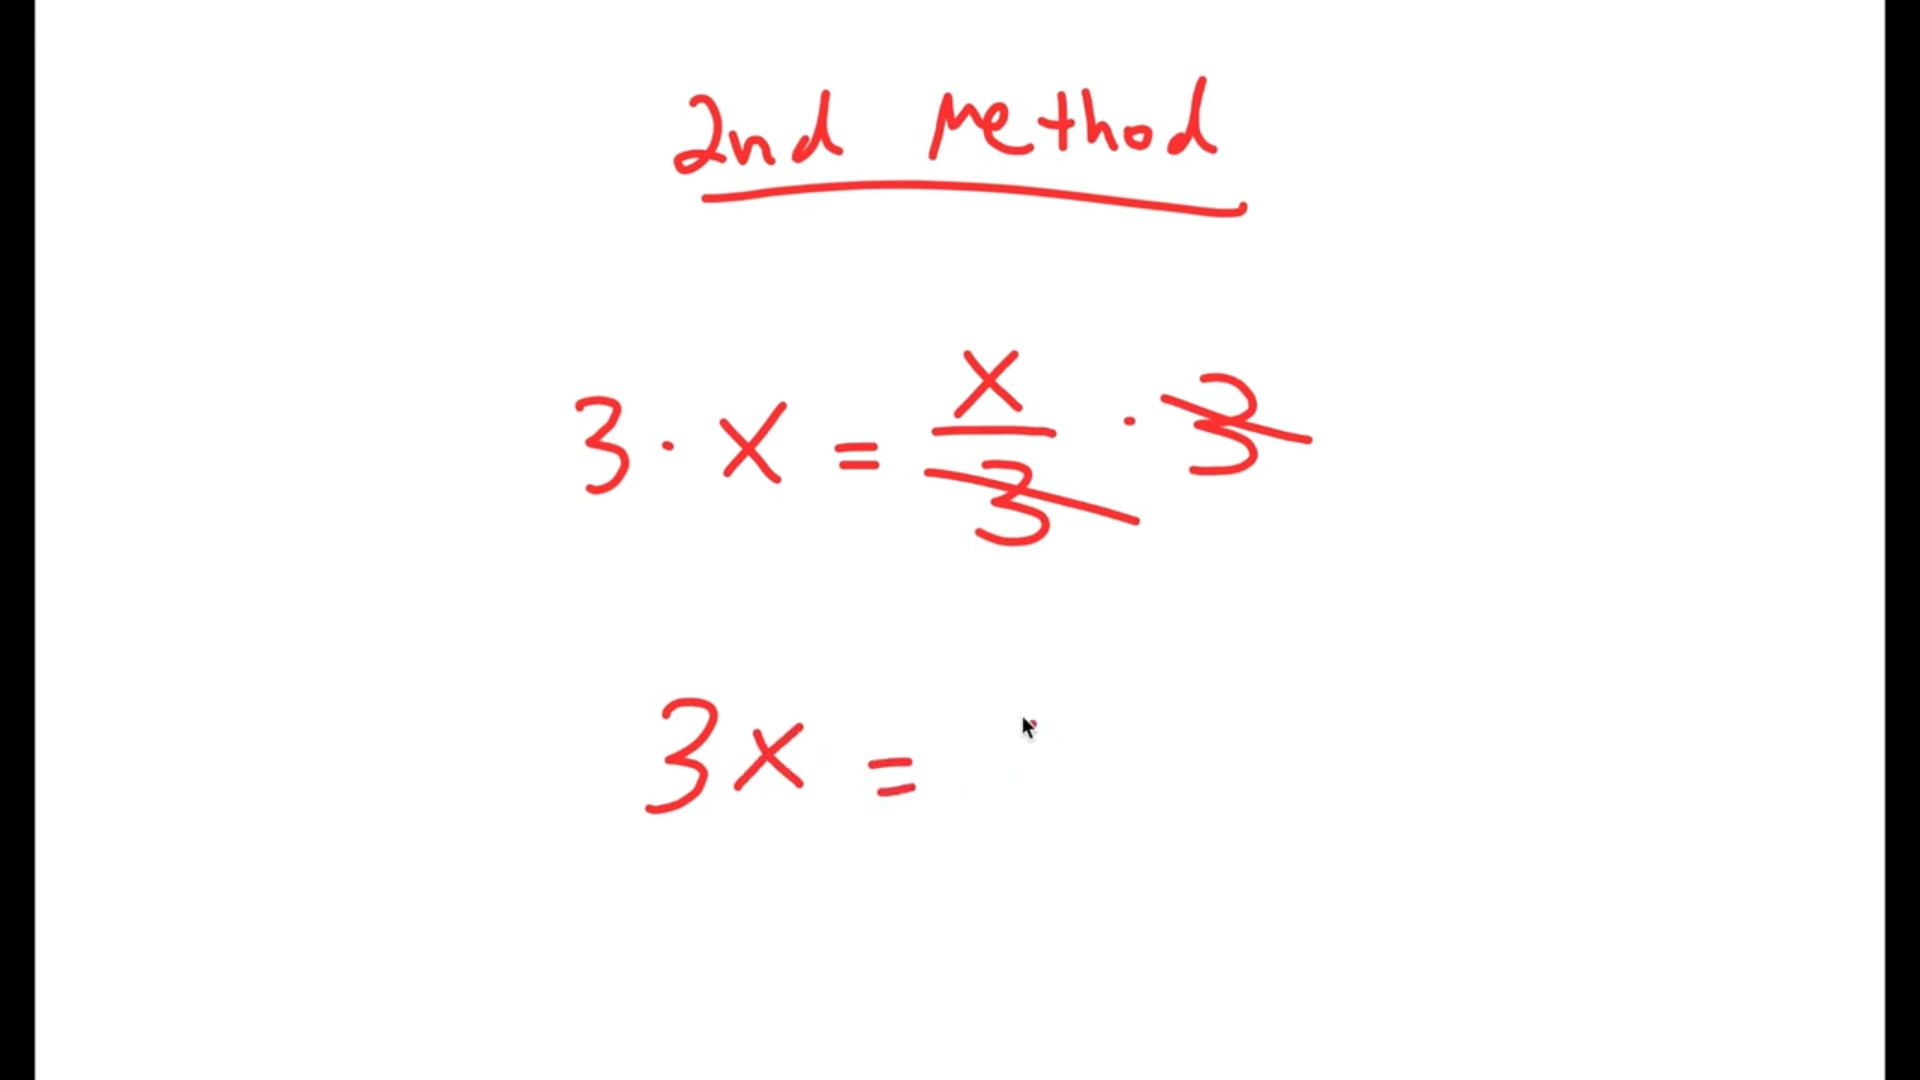 2nd Method
3 · x = x/3 · 3
3x =